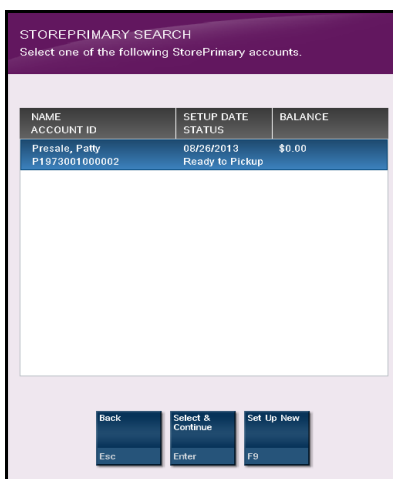 STOREPRIMARY SEARCH
Select one of the following StorePrimary accounts.
NAME SETUP DATE BALANCE
ACCOUNT ID STATUS
Presale, Patty 08/26/2013 $0.00
P1973001000002 Ready to Pickup
Back Select & Set Up New
Continue
Esc Enter F9